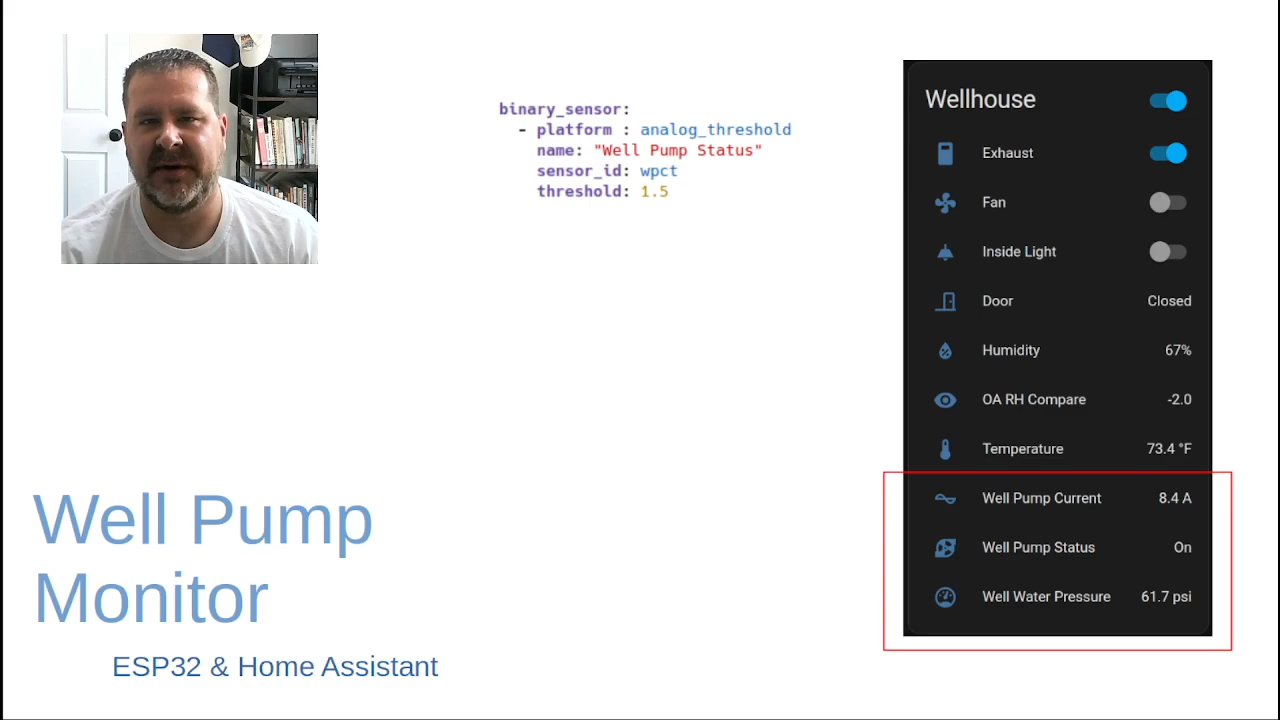 binary_sensor:
- platform : analog_threshold
name: "Well Pump Status"
sensor_id: wpct
threshold: 1.5
Wellhouse
Exhaust
Fan
Inside Light
Door Closed
Humidity 67%
OA RH Compare -2.0
Temperature 73.4 °F
Well Pump Current 8.4 A
Well Pump Status On
Well Water Pressure 61.7 psi
Well Pump
Monitor
ESP32 & Home Assistant